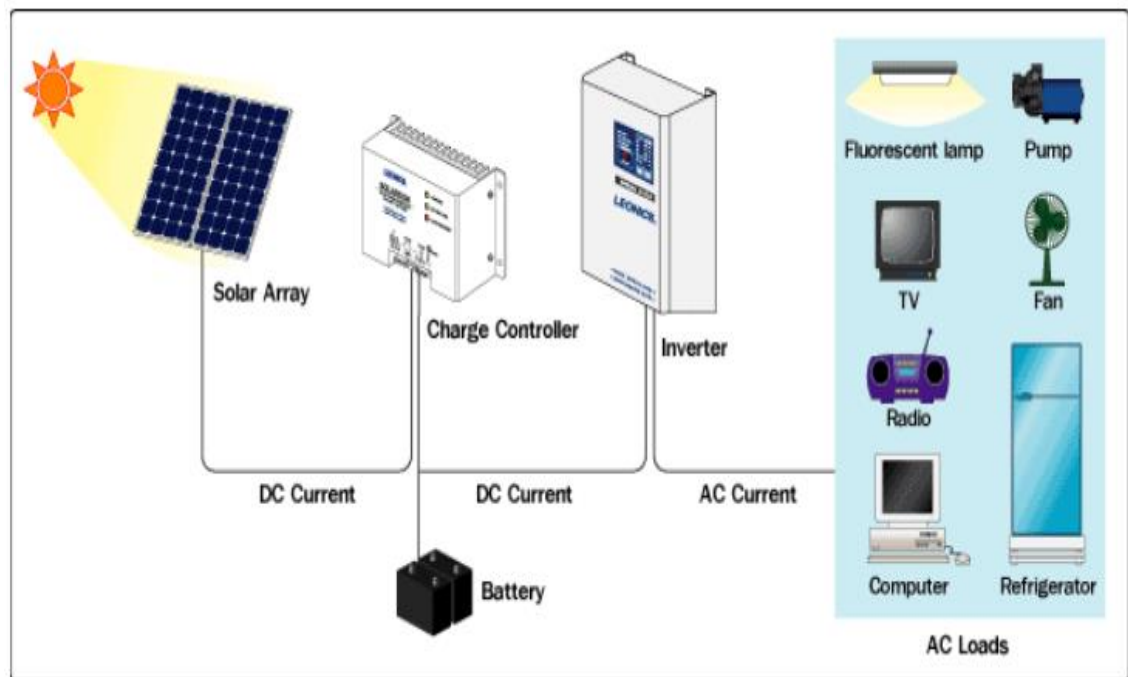 Fluorescent lamp
Pump
Solar Array
TV
Fan
Charge Controller
Inverter
LEONICS
Radio
DC Current
DC Current
AC Current
Computer
Refrigerator
Battery
AC Loads